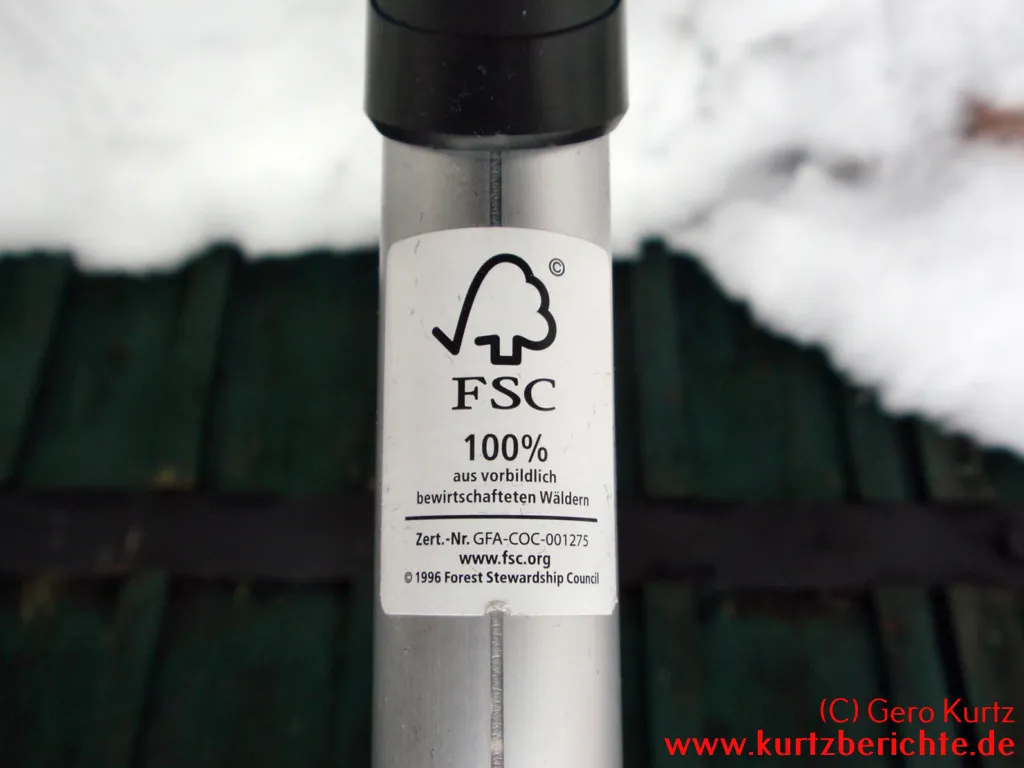 ©
FSC
100%
aus vorbildlich
bewirtschafteten Wäldern
Zert.-Nr. GFA-COC-001275
www.fsc.org
© 1996 Forest Stewardship Council
(C) Gero Kurtz
www.kurtzberichte.de